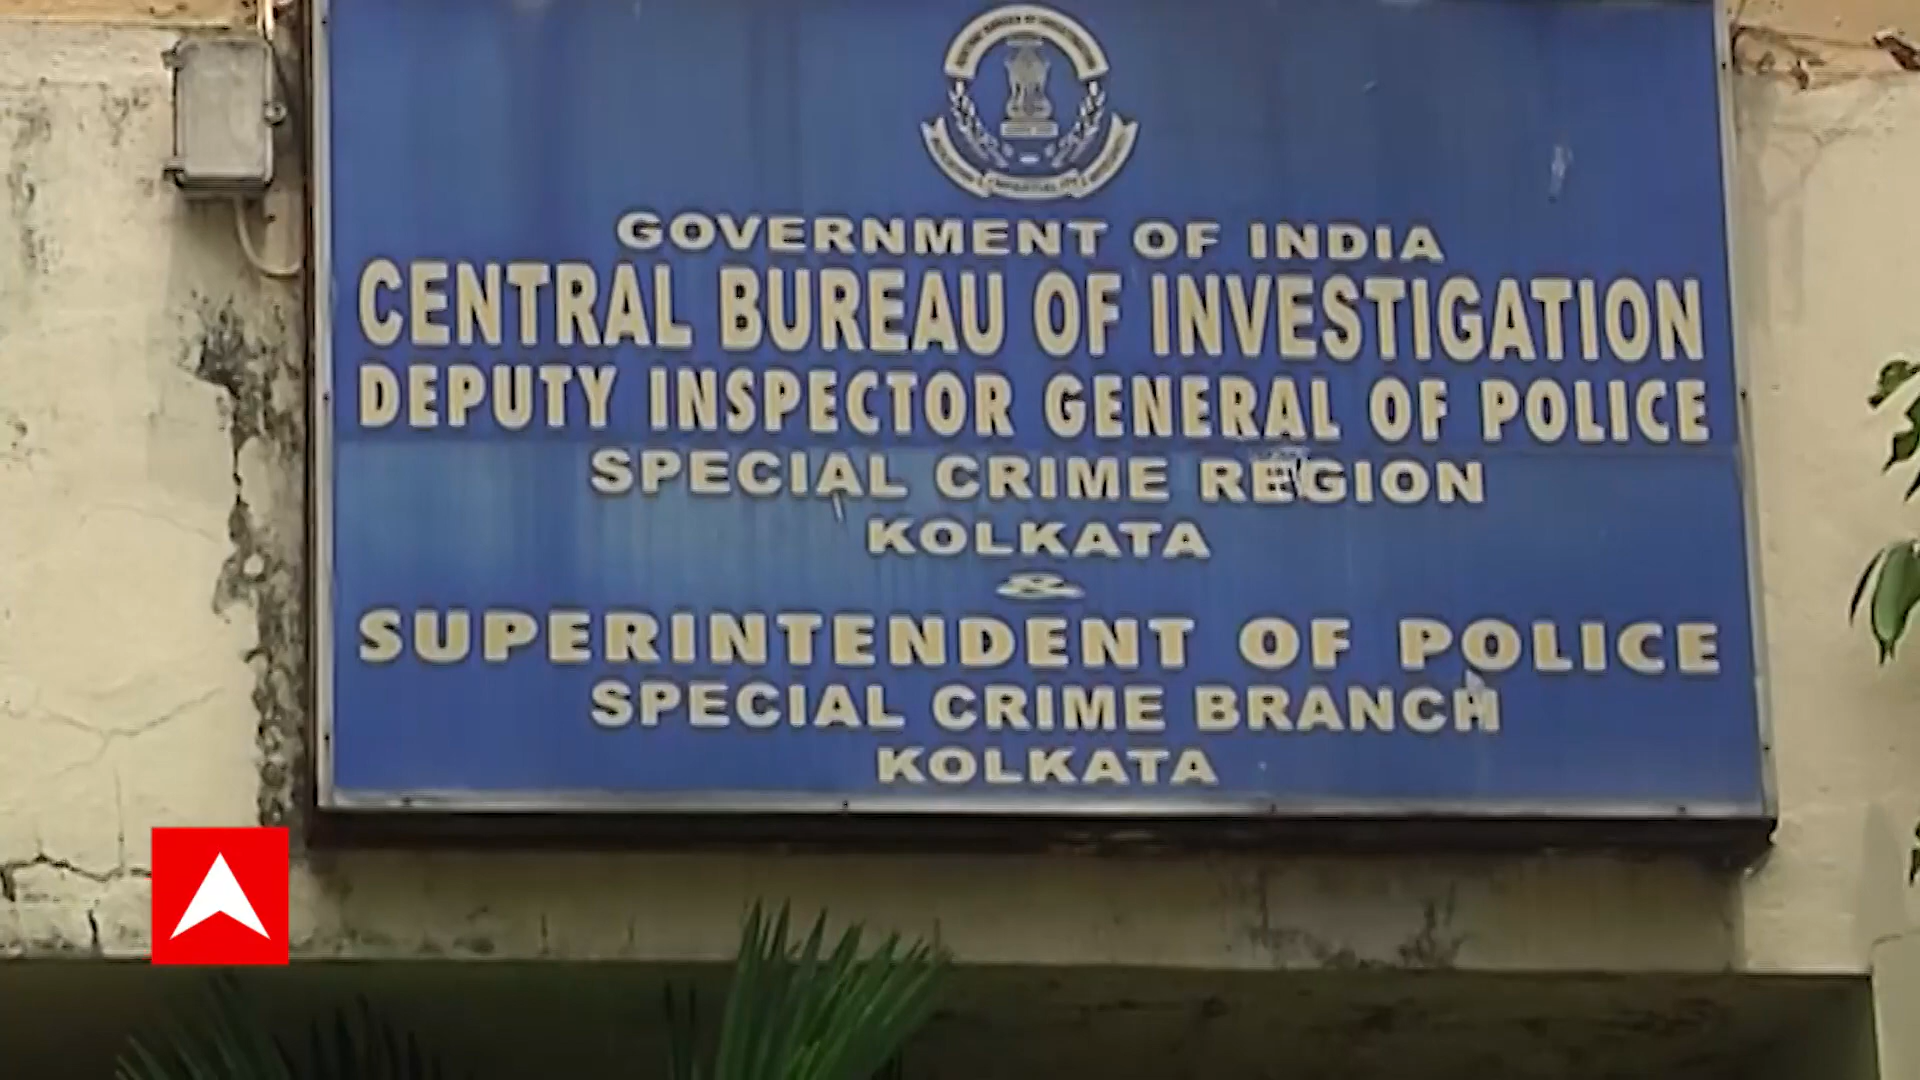 GOVERNMENT OF INDIA
CENTRAL BUREAU OF INVESTIGATION
DEPUTY INSPECTOR GENERAL OF POLICE
SPECIAL CRIME REGION
KOLKATA
&
SUPERINTENDENT OF POLICE
SPECIAL CRIME BRANCH
KOLKATA